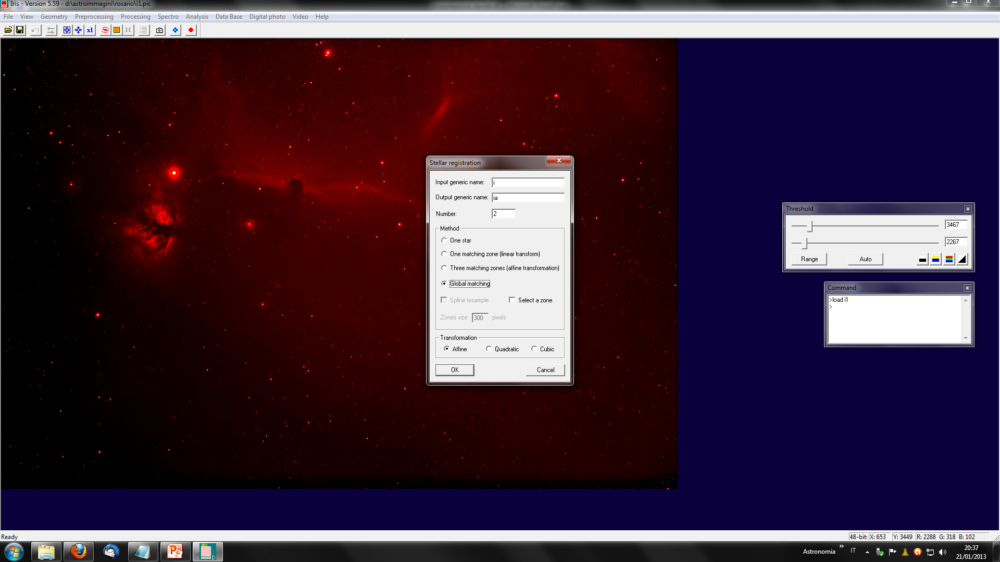 Iris - Version 5.59 - d:\astroimmagini\rosario\i1.pic
File View Geometry Preprocessing Processing Spectro Analysis Data Base Digital photo Video Help
x1 H
Stellar registration
Input generic name: i
Output generic name: ia
Number: 2
Method
One star
One matching zone (linear transform)
Three matching zones (affine transformation)
Global matching
Spline resample Select a zone
Zones size: 300 pixels
Transformation
Affine Quadratic Cubic
OK Cancel
Threshold
3467
2267
Range Auto
Command
>load i1
>
Ready 48-bit: X: 653 Y: 3449 R: 2288 G: 318 B: 102
IRIS
Astronomia » IT 20:37
21/01/2013